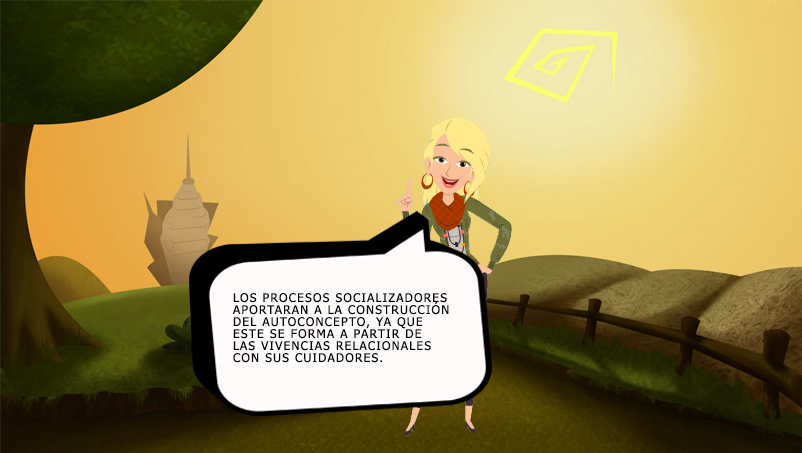 LOS PROCESOS SOCIALIZADORES
APORTARAN A LA CONSTRUCCIÓN
DEL AUTOCONCEPTO, YA QUE
ESTE SE FORMA A PARTIR DE
LAS VIVENCIAS RELACIONALES
CON SUS CUIDADORES.